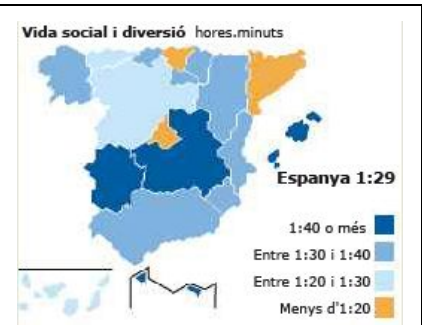 Vida social i diversió hores.minuts
Espanya 1:29
1:40 o més
Entre 1:30 i 1:40
Entre 1:20 i 1:30
Menys d'1:20